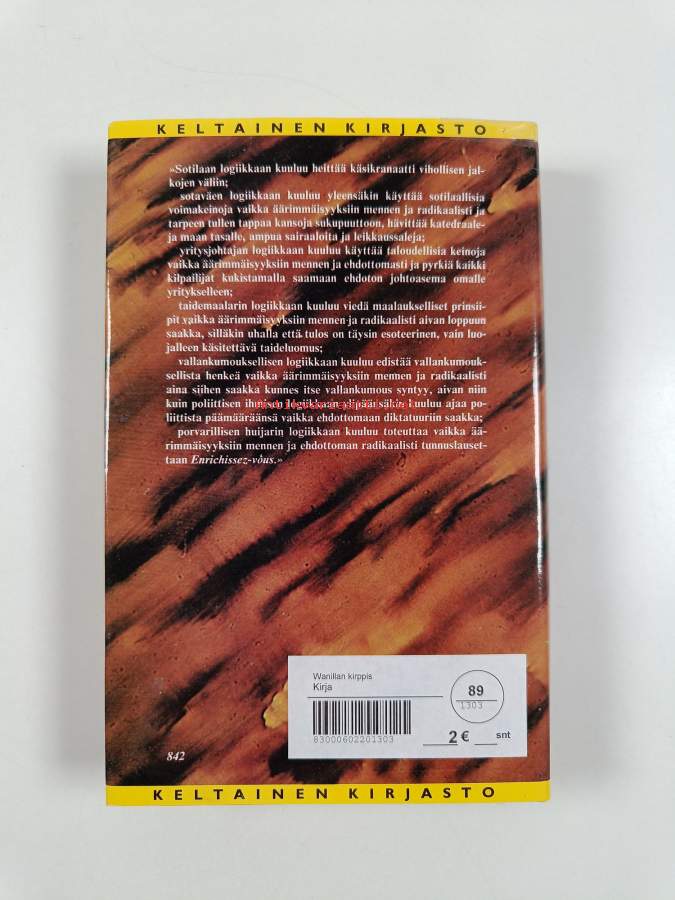 KELTAINEN KIRJASTO
»Sotilaan logiikkaan kuuluu heittää käsikranaatti vihollisen jal-
kojen väliin;
sotaväen logiikkaan kuuluu yleensäkin käyttää sotilaallisia
voimakeinoja vaikka äärimmäisyyksiin mennen ja radikaalisti ja
tarpeen tullen tappaa kansoja sukupuuttoon, hävittää katedraale-
ja maan tasalle, ampua sairaaloita ja leikkaussaleja;
yritysjohtajan logiikkaan kuuluu käyttää taloudellisia keinoja
vaikka äärimmäisyyksiin mennen ja ehdottomasti ja pyrkiä kaikki
kilpailijat kukistamalla saamaan ehdoton johtoasema omalle
yritykselleen;
taidemaalarin logiikkaan kuuluu viedä maalaukselliset prinsii-
pit vaikka äärimmäisyyksiin mennen ja radikaalisti aivan loppuun
saakka, silläkin uhalla että tulos on täysin esoteerinen, vain luo-
jalleen käsitettävä taideluomus;
vallankumouksellisen logiikkaan kuuluu edistää vallankumouk-
sellista henkeä vaikka äärimmäisyyksiin mennen ja radikaalisti
aina siihen saakka kunnes itse vallankumous syntyy, aivan niin
kuin poliittisen ihmisen logiikkaan ylipäätänsä kuuluu ajaa po-
liittista päämääräänsä vaikka ehdottomaan diktatuuriin saakka;
porvarillisen huijarin logiikkaan kuuluu toteuttaa vaikka ää-
rimmäisyyksiin mennen ja ehdottoman radikaalisti tunnuslauset-
taan Enrichissez-vous.»
Wanillan kirppis
Kirja
89
1303
83000602201303
2 € snt
842
KELTAINEN KIRJASTO